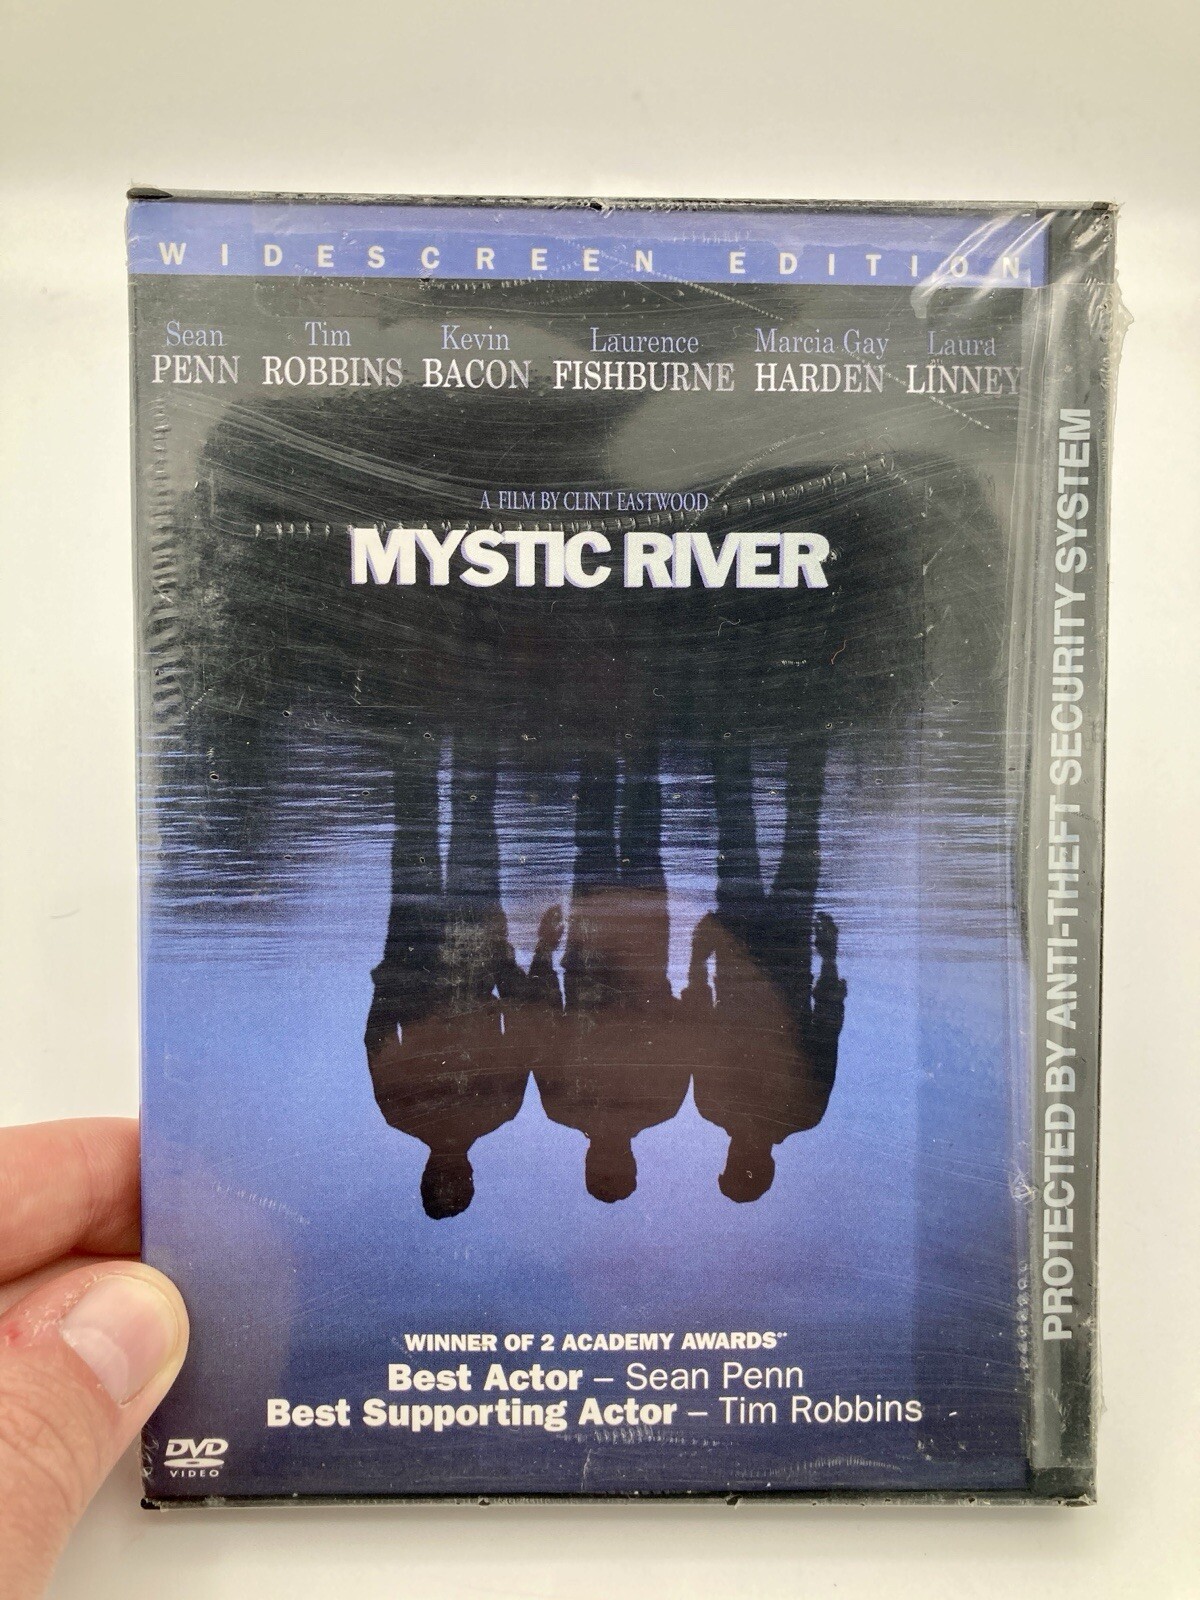 WIDESCREEN EDITION
Sean Tim Kevin Laurence Marcia Gay Laura
PENN ROBBINS BACON FISHBURNE HARDEN LINNEY
A FILM BY CLINT EASTWOOD
MYSTIC RIVER
WINNER OF 2 ACADEMY AWARDS
Best Actor – Sean Penn
Best Supporting Actor – Tim Robbins
DVD
VIDEO
PROTECTED BY ANTI-THEFT SECURITY SYSTEM